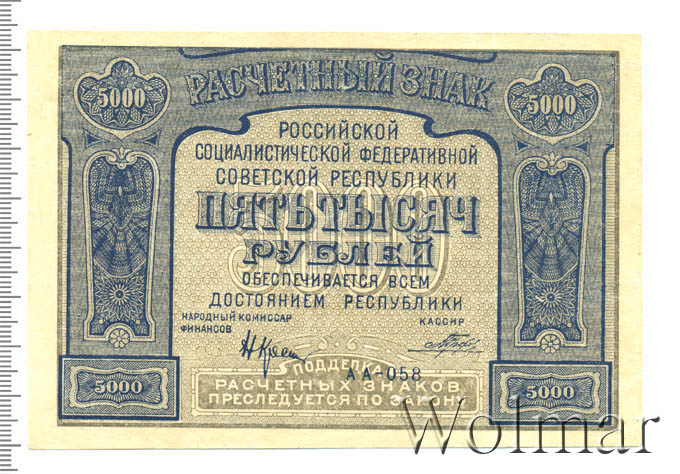 РАСЧЕТНЫЙ ЗНАК
5000 5000
РОССИЙСКОЙ
СОЦИАЛИСТИЧЕСКОЙ ФЕДЕРАТИВНОЙ
СОВЕТСКОЙ РЕСПУБЛИКИ
5000
ПЯТЬ ТЫСЯЧ
РУБЛЕЙ
ОБЕСПЕЧИВАЕТСЯ ВСЕМ
ДОСТОЯНИЕМ РЕСПУБЛИКИ
НАРОДНЫЙ КОМИССАР
ФИНАНСОВ
КАССИР
АА-058
5000 5000
ПОДДЕЛКА
РАСЧЕТНЫХ ЗНАКОВ
ПРЕСЛЕДУЕТСЯ ПО ЗАКОНУ
Wolmar